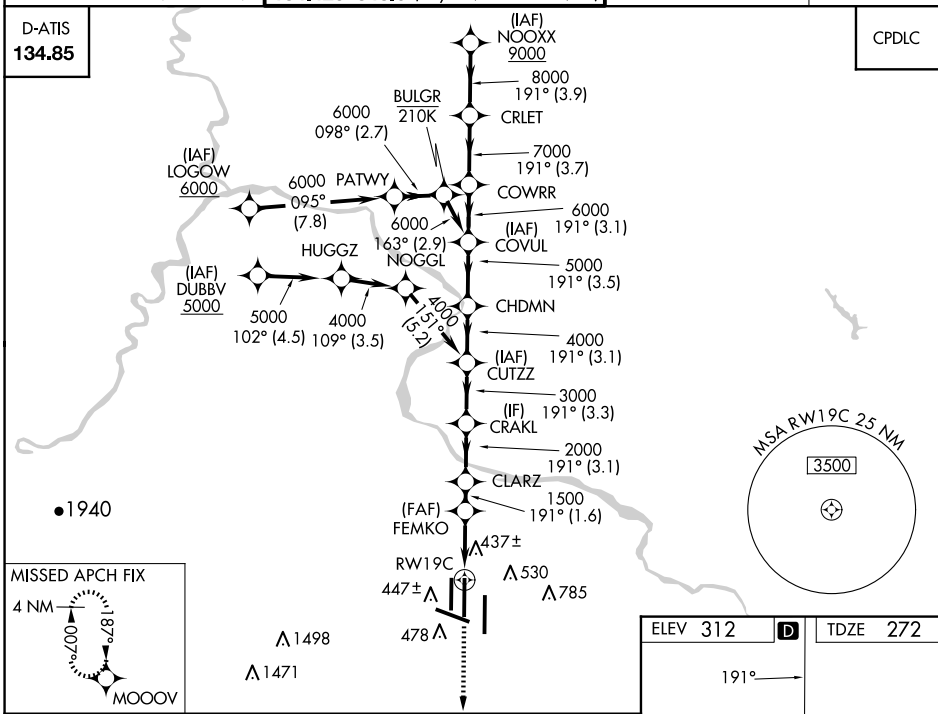 D-ATIS
134.85
CPDLC
(IAF)
NOOXX
9000
8000
191° (3.9)
CRLET
BULGR
210K
6000
098° (2.7)
7000
191° (3.7)
COWRR
(IAF)
LOGOW
6000
6000
095°
(7.8)
PATWY
6000
163° (2.9)
6000
191° (3.1)
(IAF)
COVUL
HUGGZ
NOGGL
5000
191° (3.5)
(IAF)
DUBBV
5000
5000
102° (4.5)
4000
109° (3.5)
4000
151°
(5.2)
CHDMN
4000
191° (3.1)
(IAF)
CUTZZ
3000
191° (3.3)
(IF)
CRAKL
2000
191° (3.1)
CLARZ
1500
191° (1.6)
(FAF)
FEMKO
MSA RW19C 25 NM
3500
1940
437±
RW19C
530
447±
785
478
1498
1471
MISSED APCH FIX
4 NM
007°
187°
MOOOV
ELEV 312
D
TDZE 272
191°